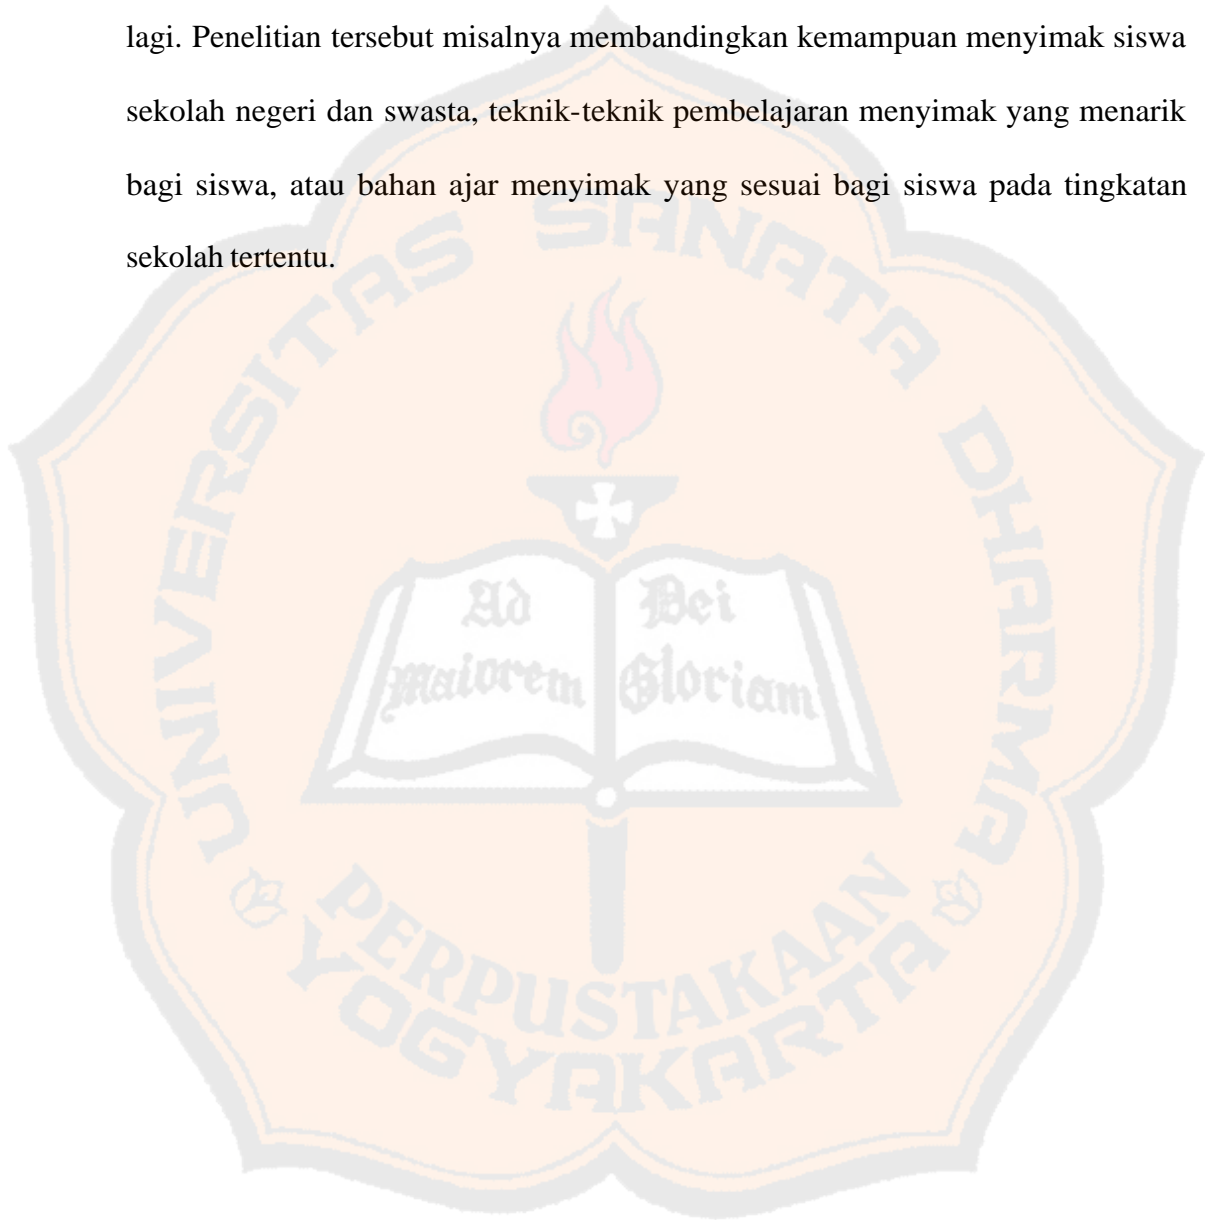 lagi. Penelitian tersebut misalnya membandingkan kemampuan menyimak siswa
sekolah negeri dan swasta, teknik-teknik pembelajaran menyimak yang menarik
bagi siswa, atau bahan ajar menyimak yang sesuai bagi siswa pada tingkatan
sekolah tertentu.
UNIVERSITAS SANATA DHARMA
Ad
Maiorem
Dei
Gloriam
PERPUSTAKAAN
YOGYAKARTA